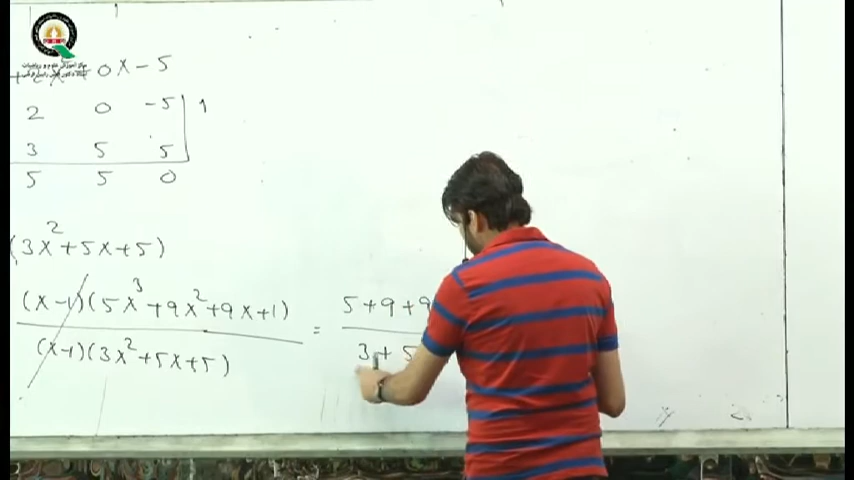 + 2x² + 0x - 5
2 0 -5 | 1
3 5 5
5 5 0
(3x² + 5x + 5)
(x-1)(5x³ + 9x² + 9x + 1) / (x-1)(3x² + 5x + 5) = 5 + 9 + 9 / 3 + 5